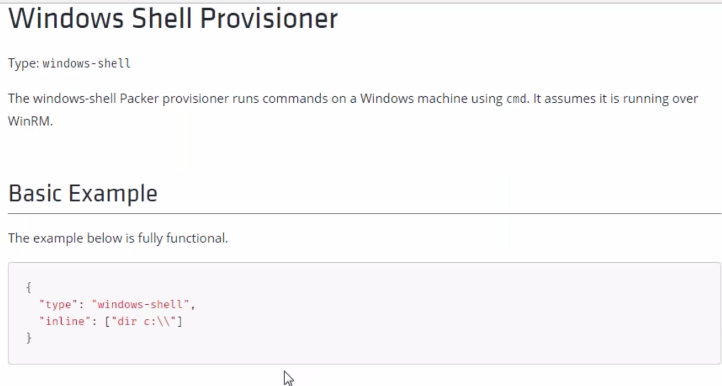 Windows Shell Provisioner
Type: windows-shell
The windows-shell Packer provisioner runs commands on a Windows machine using cmd. It assumes it is running over
WinRM.
Basic Example
The example below is fully functional.
{
  "type": "windows-shell",
  "inline": ["dir c:\\"]
}